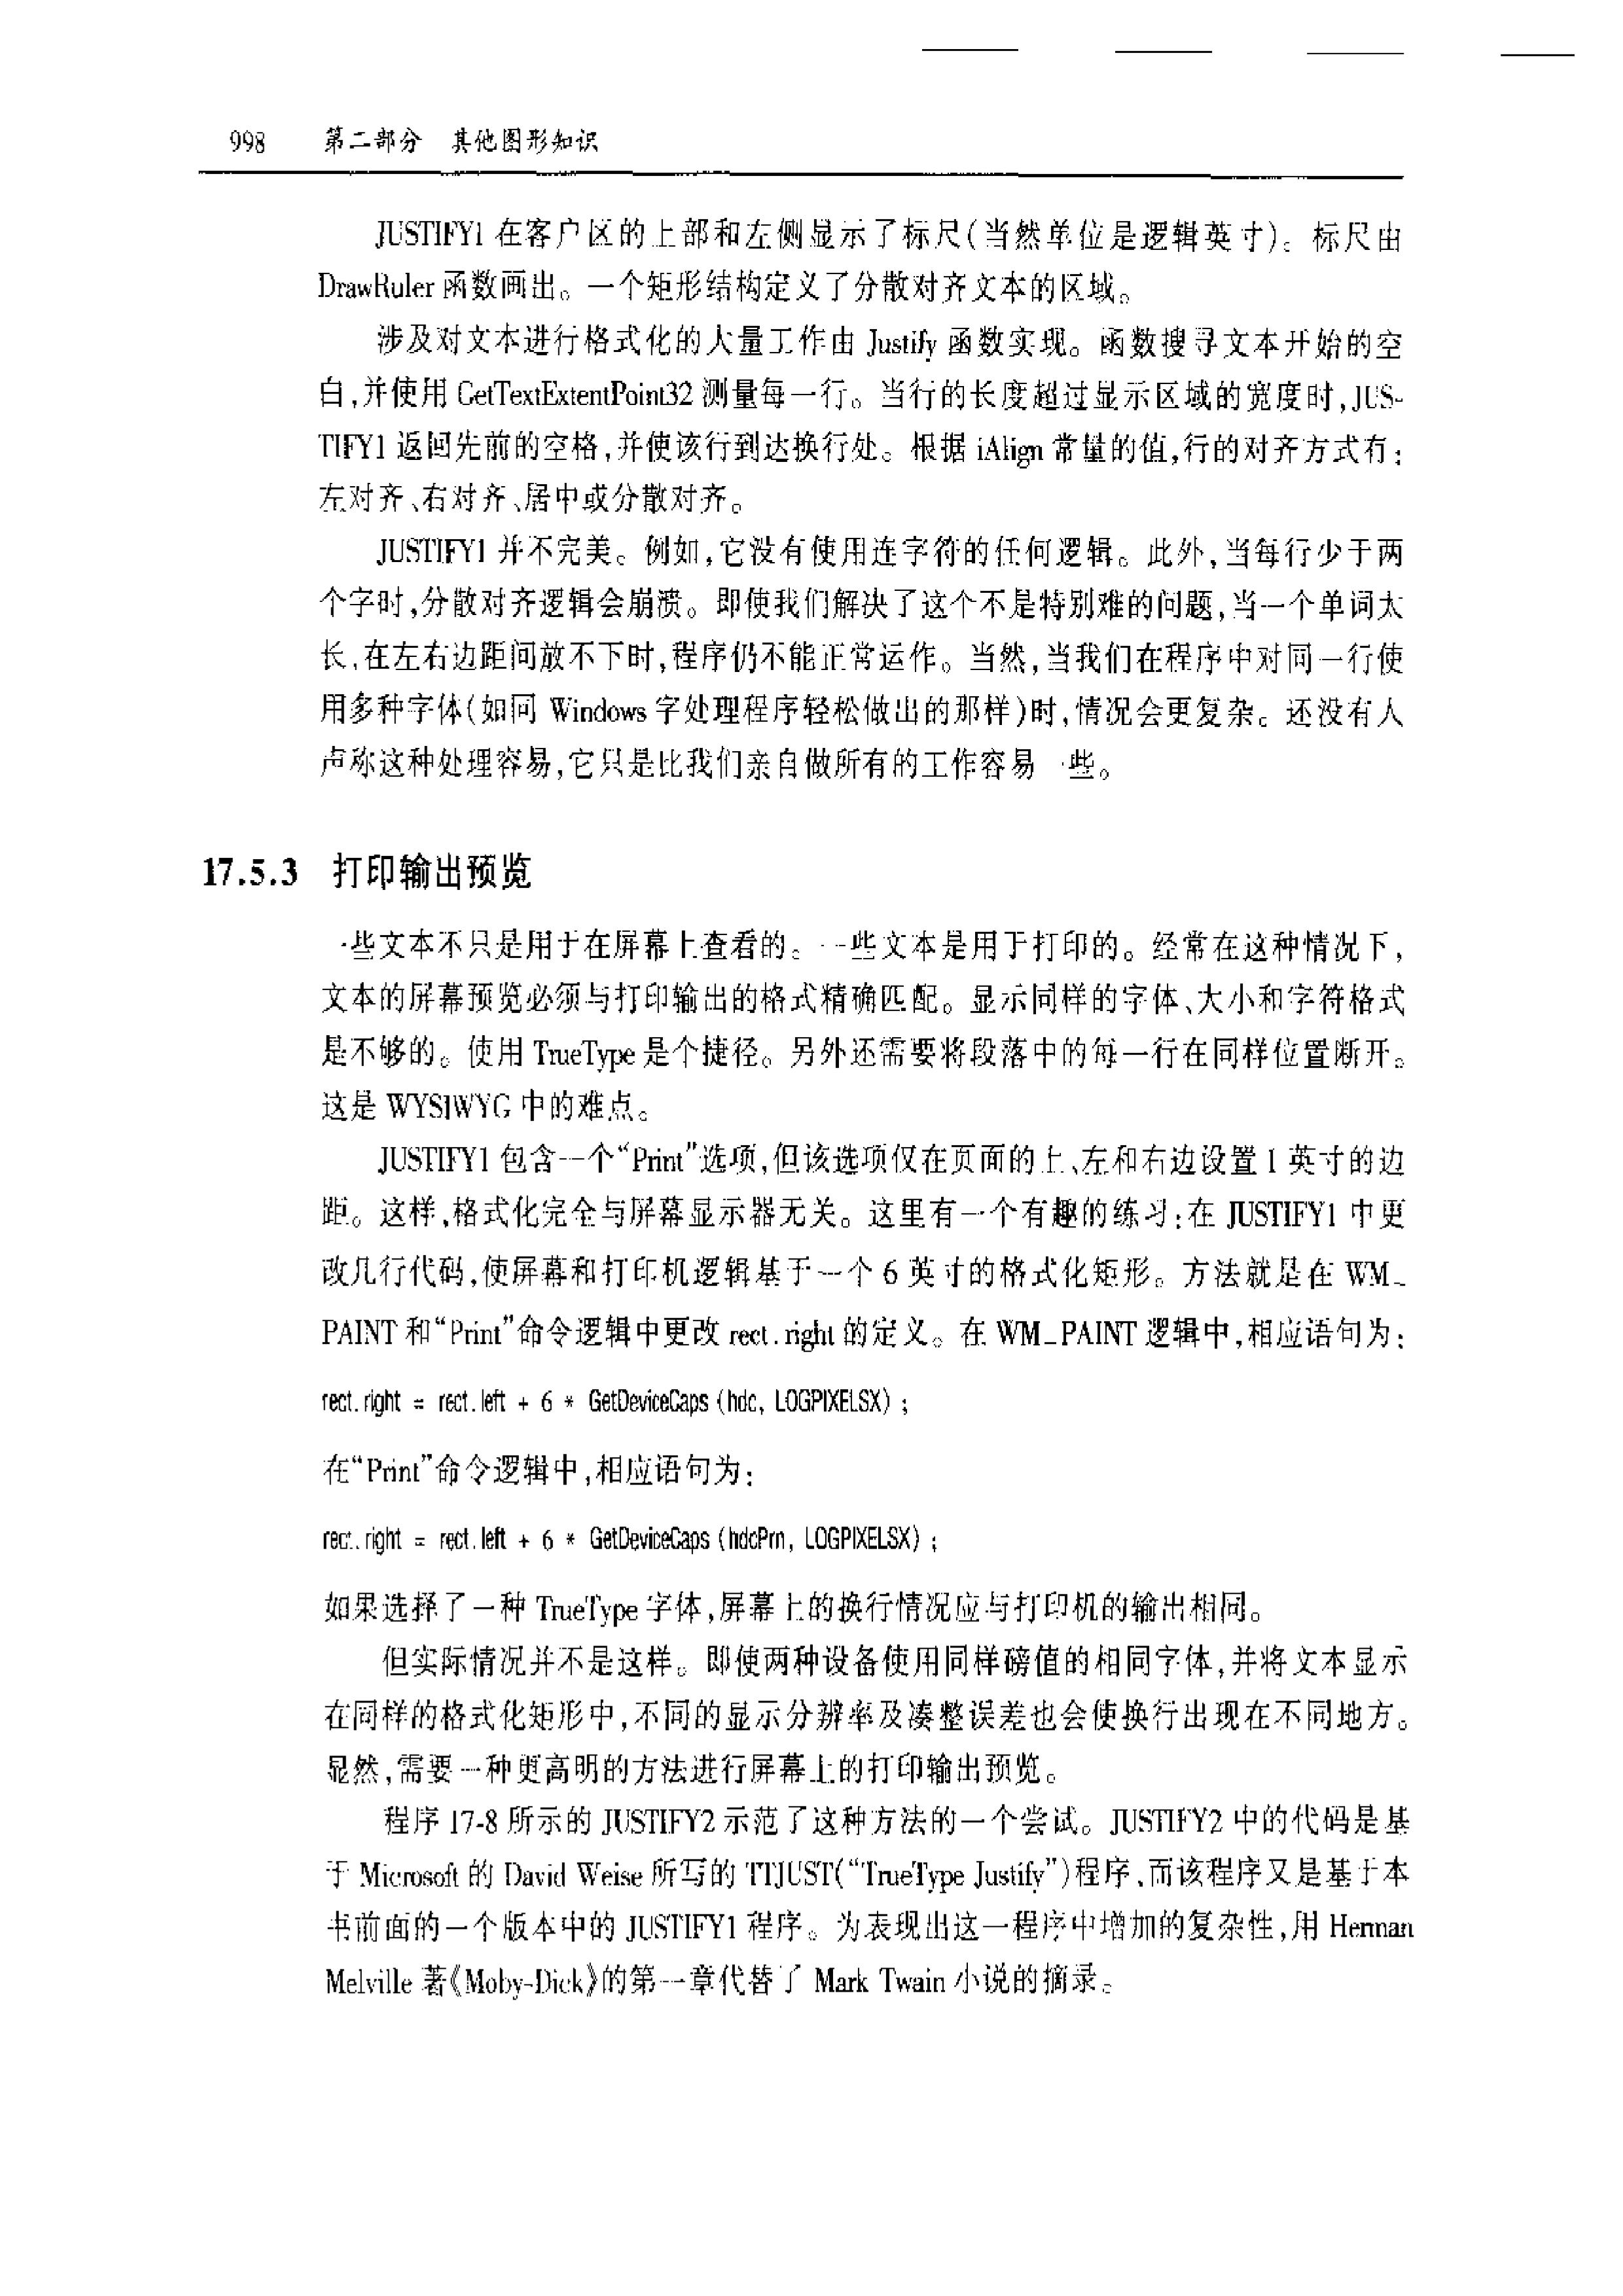 998 第二部分 其他图形知识
JUSTIFY1 在客户区的上部和左侧显示了标尺(当然单位是逻辑英寸)。标尺由
DrawRuler 函数画出。一个矩形结构定义了分散对齐文本的区域。
涉及对文本进行格式化的大量工作由 Justify 函数实现。函数搜寻文本开始的空
白,并使用 GetTextExtentPoint32 测量每一行。当行的长度超过显示区域的宽度时,JUS-
TIFY1 返回先前的空格,并使该行到达换行处。根据 iAlign 常量的值,行的对齐方式有:
左对齐、右对齐、居中或分散对齐。
JUSTIFY1 并不完美。例如,它没有使用连字符的任何逻辑。此外,当每行少于两
个字时,分散对齐逻辑会崩溃。即使我们解决了这个不是特别难的问题,当一个单词太
长,在左右边距间放不下时,程序仍不能正常运作。当然,当我们在程序中对同一行使
用多种字体(如同 Windows 字处理程序轻松做出的那样)时,情况会更复杂。还没有人
声称这种处理容易,它只是比我们亲自做所有的工作容易一些。
17.5.3 打印输出预览
一些文本不只是用于在屏幕上查看的。一些文本是用于打印的。经常在这种情况下,
文本的屏幕预览必须与打印输出的格式精确匹配。显示同样的字体、大小和字符格式
是不够的。使用 TrueType 是个捷径。另外还需要将段落中的每一行在同样位置断开。
这是 WYSIWYG 中的难点。
JUSTIFY1 包含一个“Print”选项,但该选项仅在页面的上、左和右边设置 1 英寸的边
距。这样,格式化完全与屏幕显示器无关。这里有一个有趣的练习:在 JUSTIFY1 中更
改几行代码,使屏幕和打印机逻辑基于一个 6 英寸的格式化矩形。方法就是在 WM_
PAINT 和“Print”命令逻辑中更改 rect.right 的定义。在 WM_PAINT 逻辑中,相应语句为:
rect.right = rect.left + 6 * GetDeviceCaps (hdc, LOGPIXELSX) ;
在“Print”命令逻辑中,相应语句为:
rect.right = rect.left + 6 * GetDeviceCaps (hdcPrn, LOGPIXELSX) ;
如果选择了一种 TrueType 字体,屏幕上的换行情况应与打印机的输出相同。
但实际情况并不是这样。即使两种设备使用同样磅值的相同字体,并将文本显示
在同样的格式化矩形中,不同的显示分辨率及凑整误差也会使换行出现在不同地方。
显然,需要一种更高明的方法进行屏幕上的打印输出预览。
程序 17-8 所示的 JUSTIFY2 示范了这种方法的一个尝试。JUSTIFY2 中的代码是基
于 Microsoft 的 David Weise 所写的 TTJUST(“TrueType Justify”)程序,而该程序又是基于本
书前面的一个版本中的 JUSTIFY1 程序。为表现出这一程序中增加的复杂性,用 Herman
Melville 著《Moby-Dick》的第一章代替了 Mark Twain 小说的摘录。